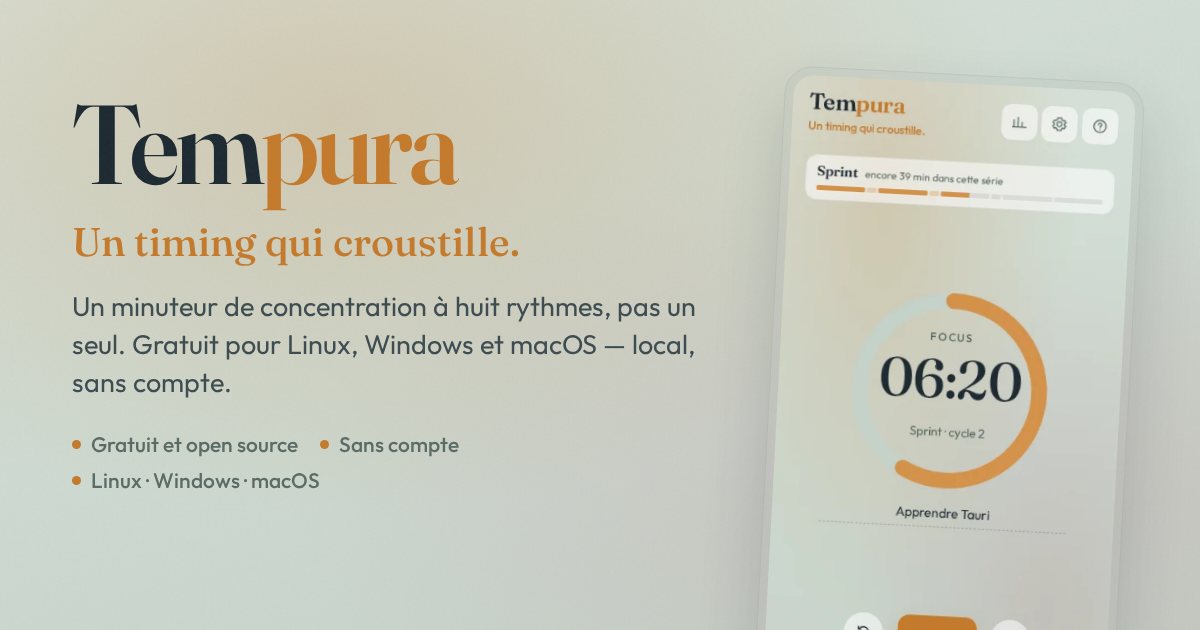 Tempura
Un timing qui croustille.
Un minuteur de concentration à huit rythmes, pas un
seul. Gratuit pour Linux, Windows et macOS — local,
sans compte.
Gratuit et open source
Sans compte
Linux · Windows · macOS
Tempura
Un timing qui croustille.
Sprint encore 39 min dans cette série
FOCUS
06:20
Sprint · cycle 2
Apprendre Tauri